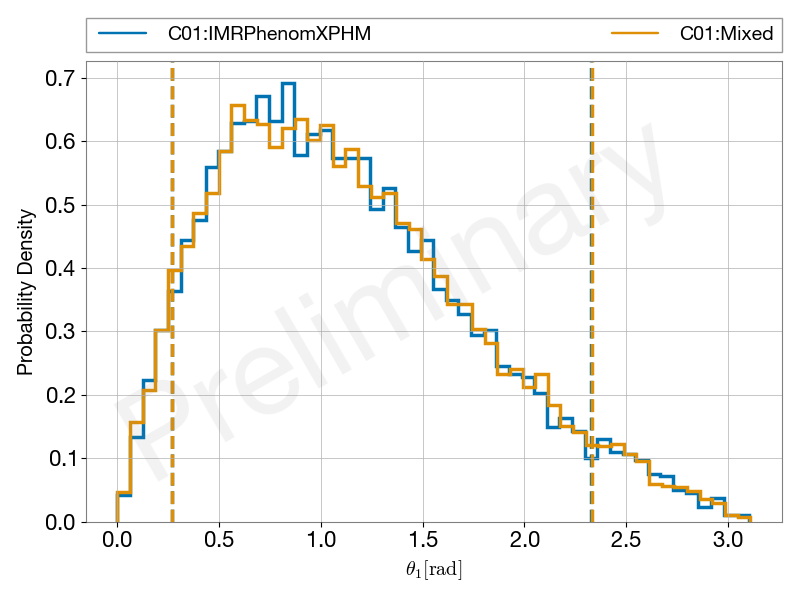 C01:IMRPhenomXPHM C01:Mixed
0.7
0.6
0.5
0.4
0.3
0.2
0.1
0.0
Probability Density
Preliminary
0.0 0.5 1.0 1.5 2.0 2.5 3.0
θ₁[rad]